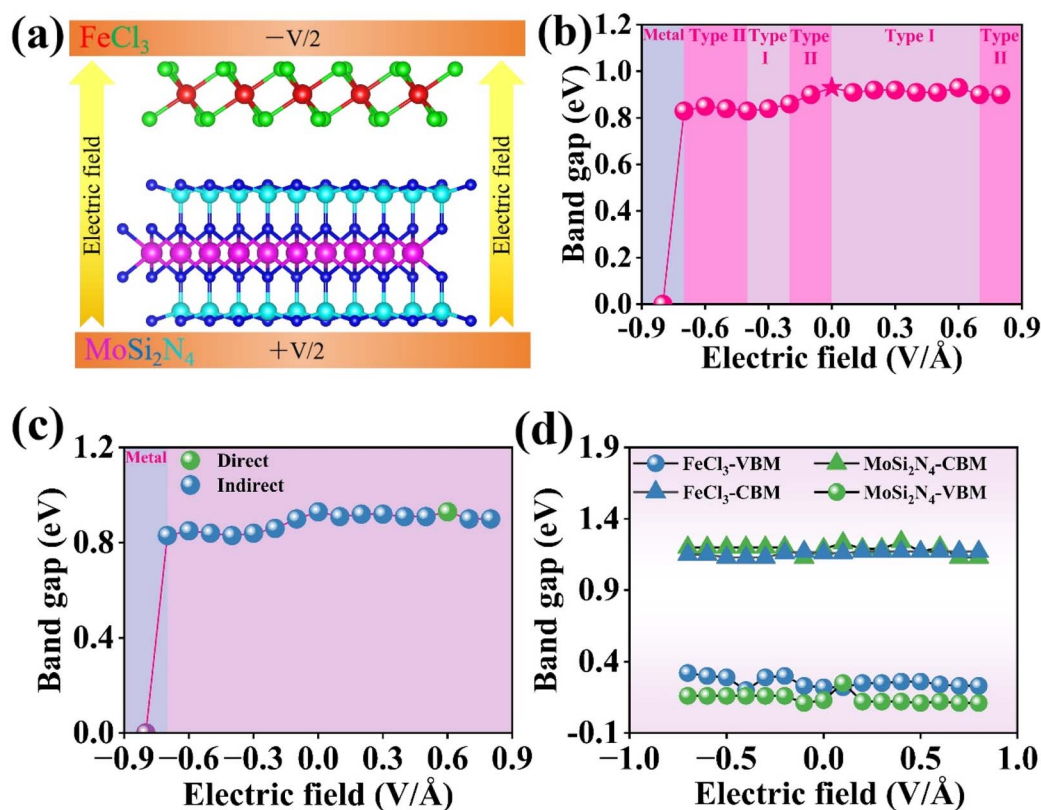 (a)
FeCl₃
−V/2
Electric field
Electric field
MoSi₂N₄
+V/2
(b)
Metal
Type II
Type
I
Type
II
Type I
Type
II
1.2
1.0
0.8
0.6
0.4
0.2
0.0
Band gap (eV)
−0.9 −0.6 −0.3 0.0 0.3 0.6 0.9
Electric field (V/Å)
(c)
Metal
Direct
Indirect
1.2
0.8
0.4
0.0
Band gap (eV)
−0.9 −0.6 −0.3 0.0 0.3 0.6 0.9
Electric field (V/Å)
(d)
FeCl₃-VBM
MoSi₂N₄-CBM
FeCl₃-CBM
MoSi₂N₄-VBM
1.9
1.4
0.9
0.4
-0.1
Band gap (eV)
−1.0 −0.5 0.0 0.5 1.0
Electric field (V/Å)